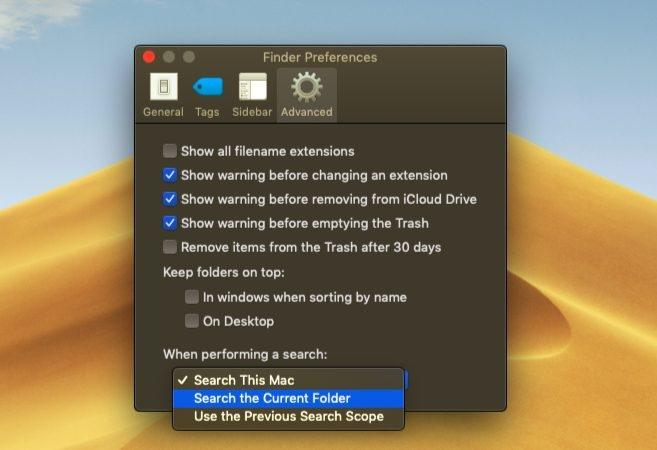 Finder Preferences
General Tags Sidebar Advanced
Show all filename extensions
Show warning before changing an extension
Show warning before removing from iCloud Drive
Show warning before emptying the Trash
Remove items from the Trash after 30 days
Keep folders on top:
In windows when sorting by name
On Desktop
When performing a search:
✓ Search This Mac
Search the Current Folder
Use the Previous Search Scope